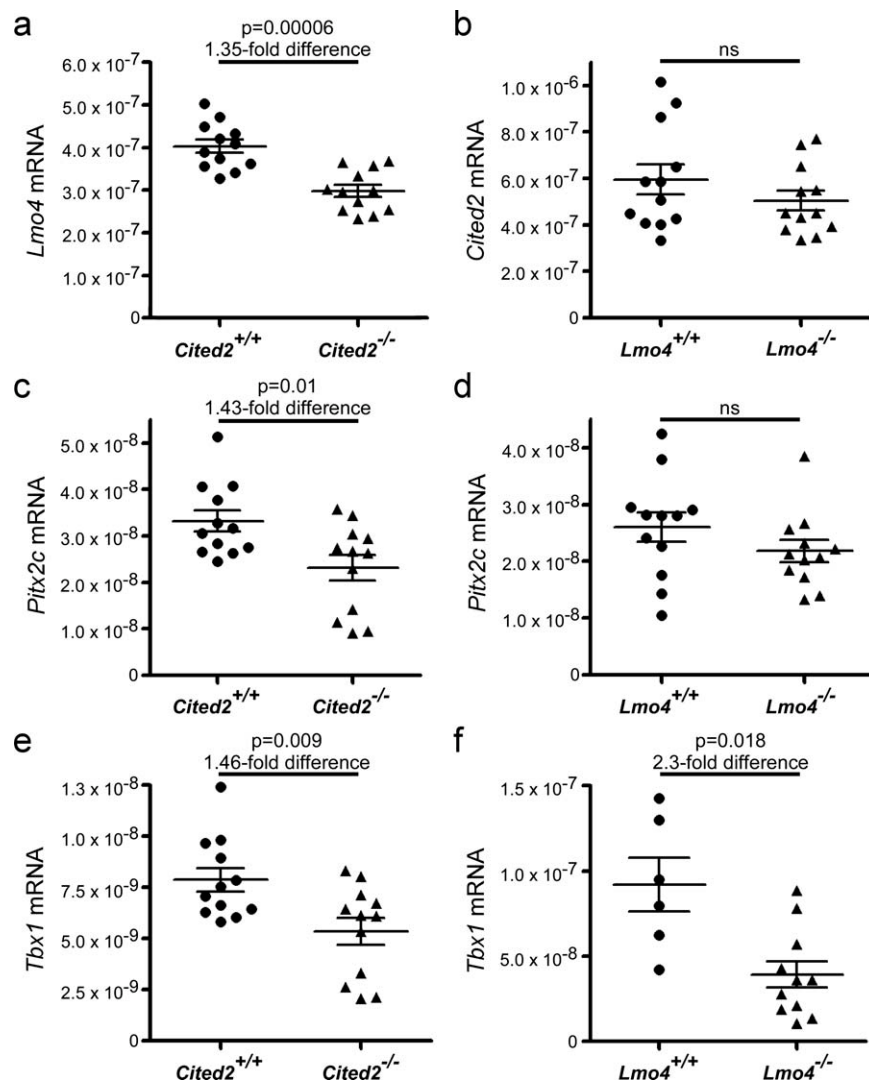 a
p=0.00006
1.35-fold difference
6.0 x 10⁻⁷
5.0 x 10⁻⁷
4.0 x 10⁻⁷
3.0 x 10⁻⁷
2.0 x 10⁻⁷
1.0 x 10⁻⁷
0
Lmo4 mRNA
Cited2⁺/⁺ Cited2⁻/⁻
b
ns
1.0 x 10⁻⁶
8.0 x 10⁻⁷
6.0 x 10⁻⁷
4.0 x 10⁻⁷
2.0 x 10⁻⁷
0
Cited2 mRNA
Lmo4⁺/⁺ Lmo4⁻/⁻
c
p=0.01
1.43-fold difference
5.0 x 10⁻⁸
4.0 x 10⁻⁸
3.0 x 10⁻⁸
2.0 x 10⁻⁸
1.0 x 10⁻⁸
0
Pitx2c mRNA
Cited2⁺/⁺ Cited2⁻/⁻
d
ns
4.0 x 10⁻⁸
3.0 x 10⁻⁸
2.0 x 10⁻⁸
1.0 x 10⁻⁸
0
Pitx2c mRNA
Lmo4⁺/⁺ Lmo4⁻/⁻
e
p=0.009
1.46-fold difference
1.3 x 10⁻⁸
1.0 x 10⁻⁸
7.5 x 10⁻⁹
5.0 x 10⁻⁹
2.5 x 10⁻⁹
0
Tbx1 mRNA
Cited2⁺/⁺ Cited2⁻/⁻
f
p=0.018
2.3-fold difference
1.5 x 10⁻⁷
1.0 x 10⁻⁷
5.0 x 10⁻⁸
0
Tbx1 mRNA
Lmo4⁺/⁺ Lmo4⁻/⁻